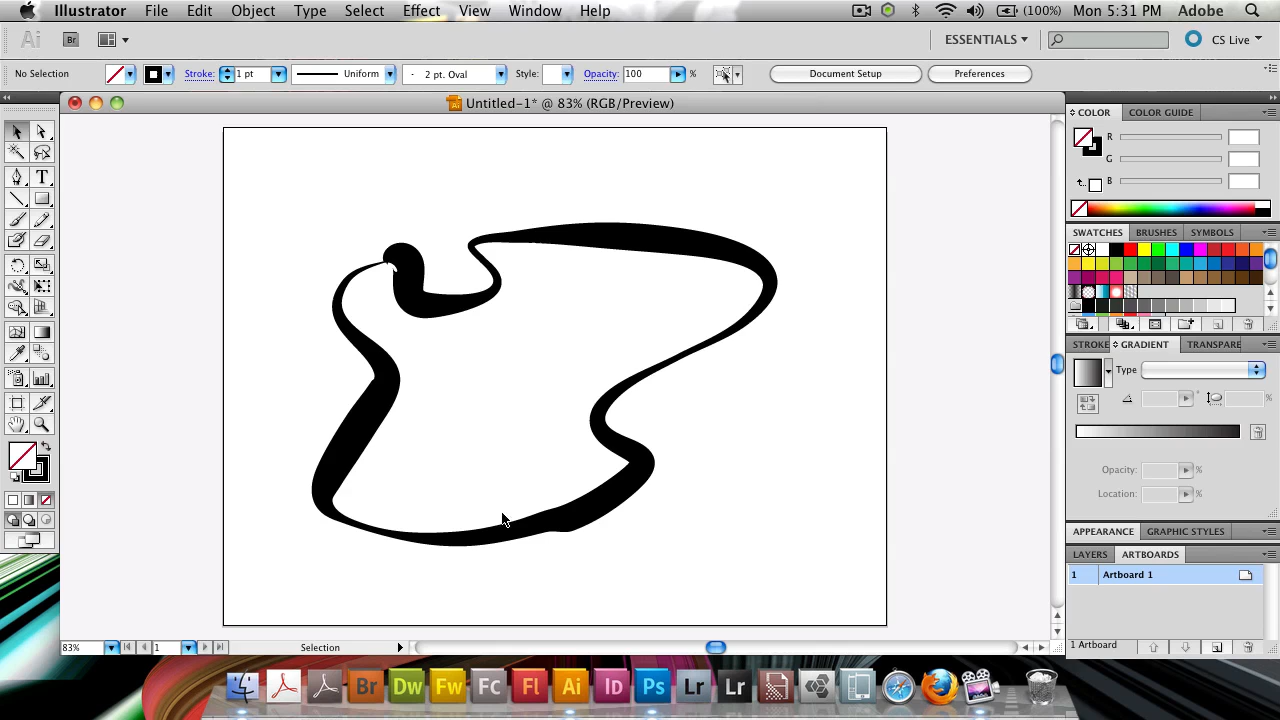 Illustrator File Edit Object Type Select Effect View Window Help (100%) Mon 5:31 PM Adobe
Ai Br ESSENTIALS CS Live
No Selection Stroke: 1 pt Uniform 2 pt. Oval Style: Opacity: 100 % Document Setup Preferences
Untitled-1* @ 83% (RGB/Preview)
COLOR COLOR GUIDE
R
G
B
SWATCHES BRUSHES SYMBOLS
STROKE GRADIENT TRANSPARE
Type
°
%
Opacity: %
Location: %
APPEARANCE GRAPHIC STYLES
LAYERS ARTBOARDS
1 Artboard 1
T
83% 1 Selection
1 Artboard
Br Dw Fw Fc Fl Ai Id Ps Lr Lr